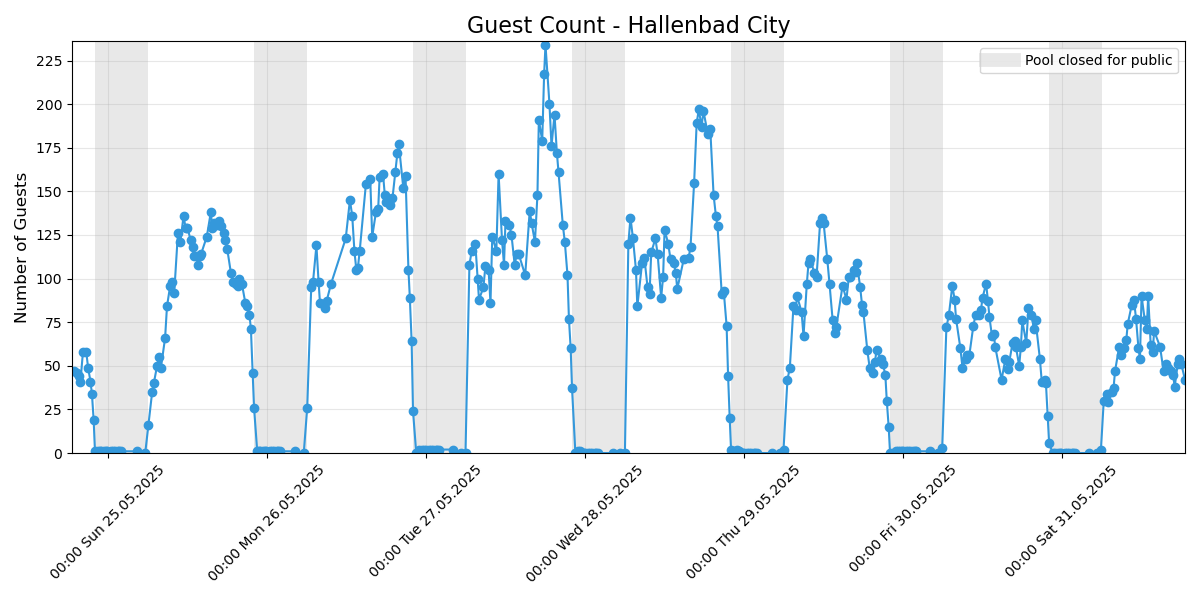 Guest Count - Hallenbad City
Pool closed for public
Number of Guests
225
200
175
150
125
100
75
50
25
0
00:00 Sun 25.05.2025
00:00 Mon 26.05.2025
00:00 Tue 27.05.2025
00:00 Wed 28.05.2025
00:00 Thu 29.05.2025
00:00 Fri 30.05.2025
00:00 Sat 31.05.2025